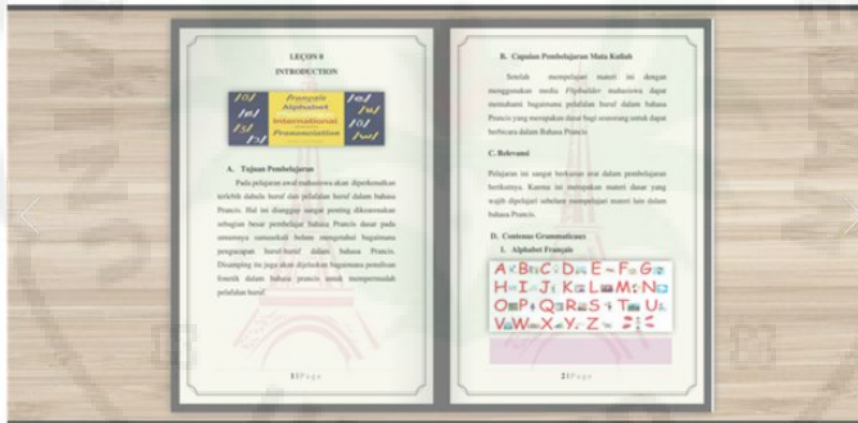 LEÇON 0
INTRODUCTION
Français
Alphabet
International
Prononciation
A. Tujuan Pembelajaran
Pada pelajaran awal mahasiswa akan diperkenalkan
terlebih dahulu huruf dan pelafalan huruf dalam bahasa
Prancis. Hal ini dianggap sangat penting dikarenakan
sebagian besar pembelajar bahasa Prancis dasar pada
umumnya samasekali belum mengetahui bagaimana
pengucapan huruf-huruf dalam bahasa Prancis.
Disamping itu juga akan dijelaskan bagaimana penulisan
fonetik dalam bahasa prancis untuk mempermudah
pelafalan huruf.
1 | Page
B. Capaian Pembelajaran Mata Kuliah
Setelah mempelajari materi ini dengan
menggunakan media Flipbuilder mahasiswa dapat
memahami bagaimana pelafalan huruf dalam bahasa
Prancis yang merupakan dasar bagi seseorang untuk dapat
berbicara dalam Bahasa Prancis
C. Relevansi
Pelajaran ini sangat berkaitan erat dalam pembelajaran
berikutnya. Karena ini merupakan materi dasar yang
wajib dipelajari sebelum mempelajari materi lain dalam
bahasa Prancis.
D. Contenus Grammaticaux
1. Alphabet Français
A B C D E F G
H I J K L M N
O P Q R S T U
V W X Y Z
2 | Page